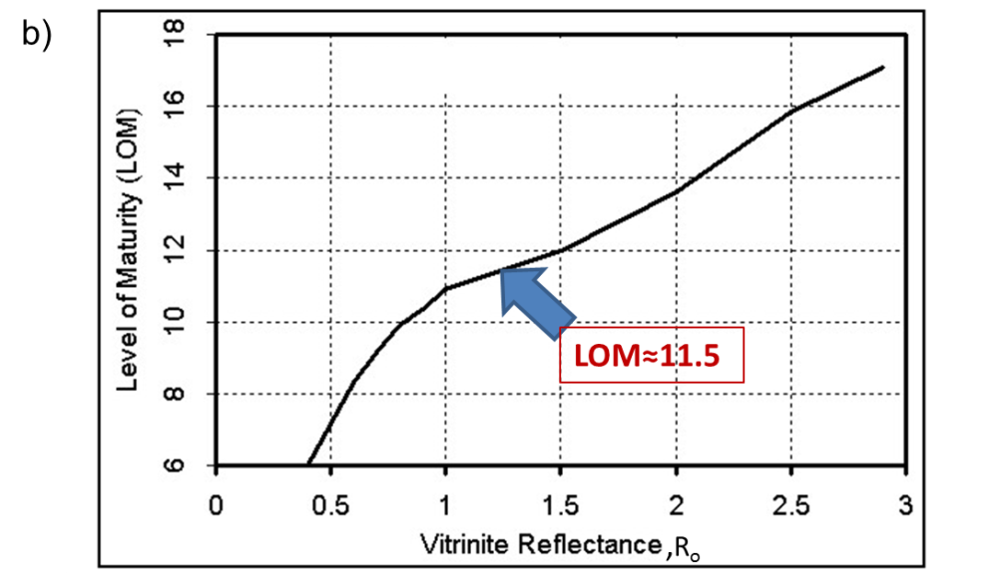 b)
18
16
14
12
10
8
6
Level of Maturity (LOM)
LOM≈11.5
0 0.5 1 1.5 2 2.5 3
Vitrinite Reflectance,Ro